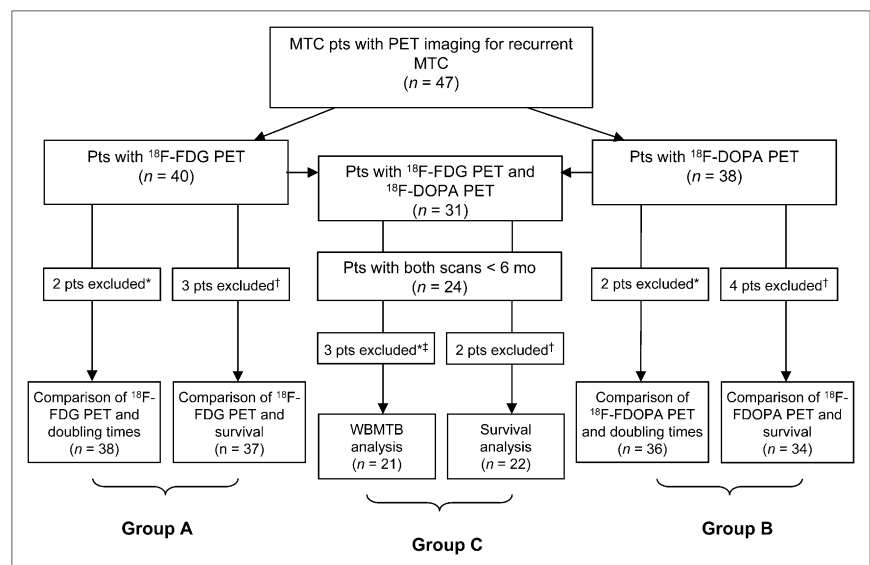 MTC pts with PET imaging for recurrent
MTC
(n = 47)
Pts with ¹⁸F-FDG PET
(n = 40)
Pts with ¹⁸F-FDG PET and
¹⁸F-DOPA PET
(n = 31)
Pts with ¹⁸F-DOPA PET
(n = 38)
Pts with both scans < 6 mo
(n = 24)
2 pts excluded*
3 pts excluded†
2 pts excluded*
4 pts excluded†
3 pts excluded*‡
2 pts excluded†
Comparison of ¹⁸F-
FDG PET and
doubling times
(n = 38)
Comparison of ¹⁸F-
FDG PET and
survival
(n = 37)
WBMTB
analysis
(n = 21)
Survival
analysis
(n = 22)
Comparison of
¹⁸F-FDOPA PET
and doubling times
(n = 36)
Comparison of ¹⁸F-
FDOPA PET and
survival
(n = 34)
Group A
Group C
Group B